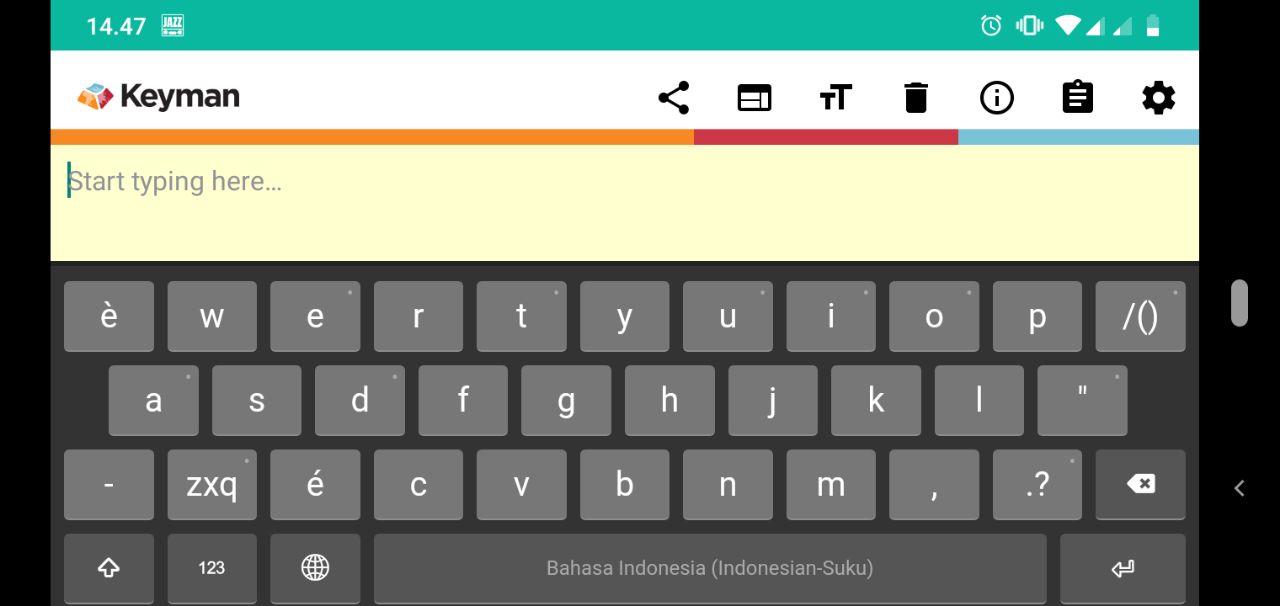 14.47 JAZZ
Keyman
Start typing here...
è w e r t y u i o p /()
a s d f g h j k l "
- zxq é c v b n m , .?
123 Bahasa Indonesia (Indonesian-Suku)